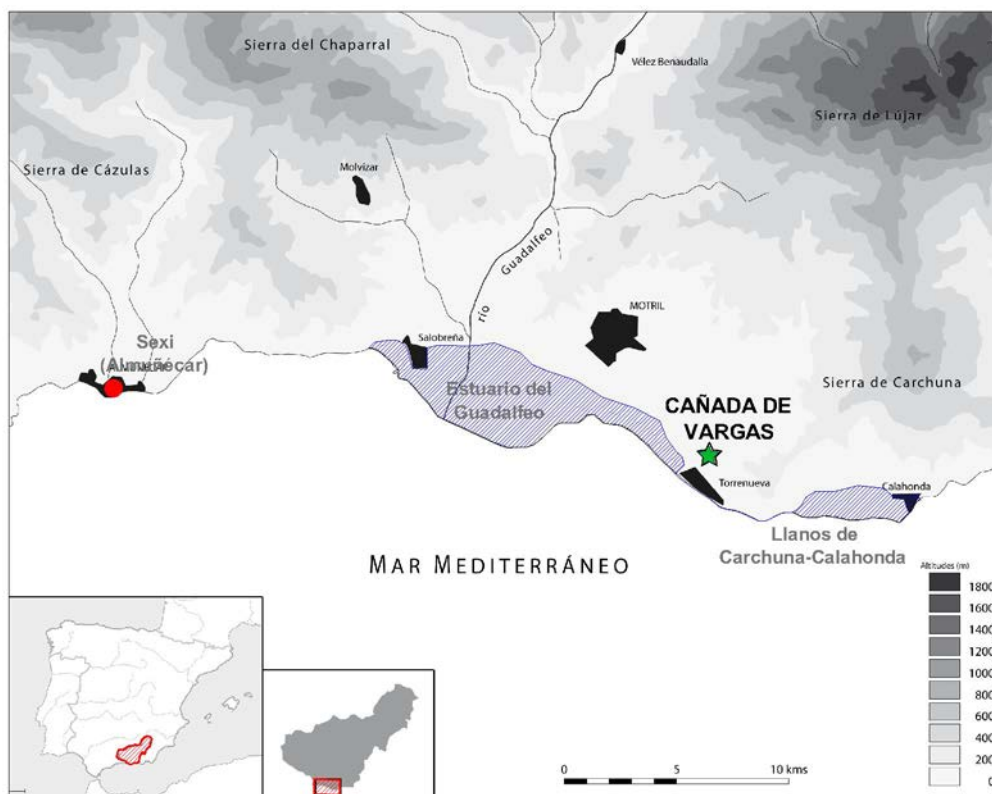 Sierra del Chaparral
Vélez Benaudalla
Sierra de Lújar
Sierra de Cázulas
Molvízar
río Guadalfeo
MOTRIL
Sexi
(Almuñécar)
Salobreña
Estuario del
Guadalfeo
Sierra de Carchuna
CAÑADA DE
VARGAS
Torrenueva
Calahonda
Llanos de
Carchuna-Calahonda
MAR MEDITERRÁNEO
Altitudes (m)
1800
1600
1400
1200
1000
800
600
400
200
0
0 5 10 kms